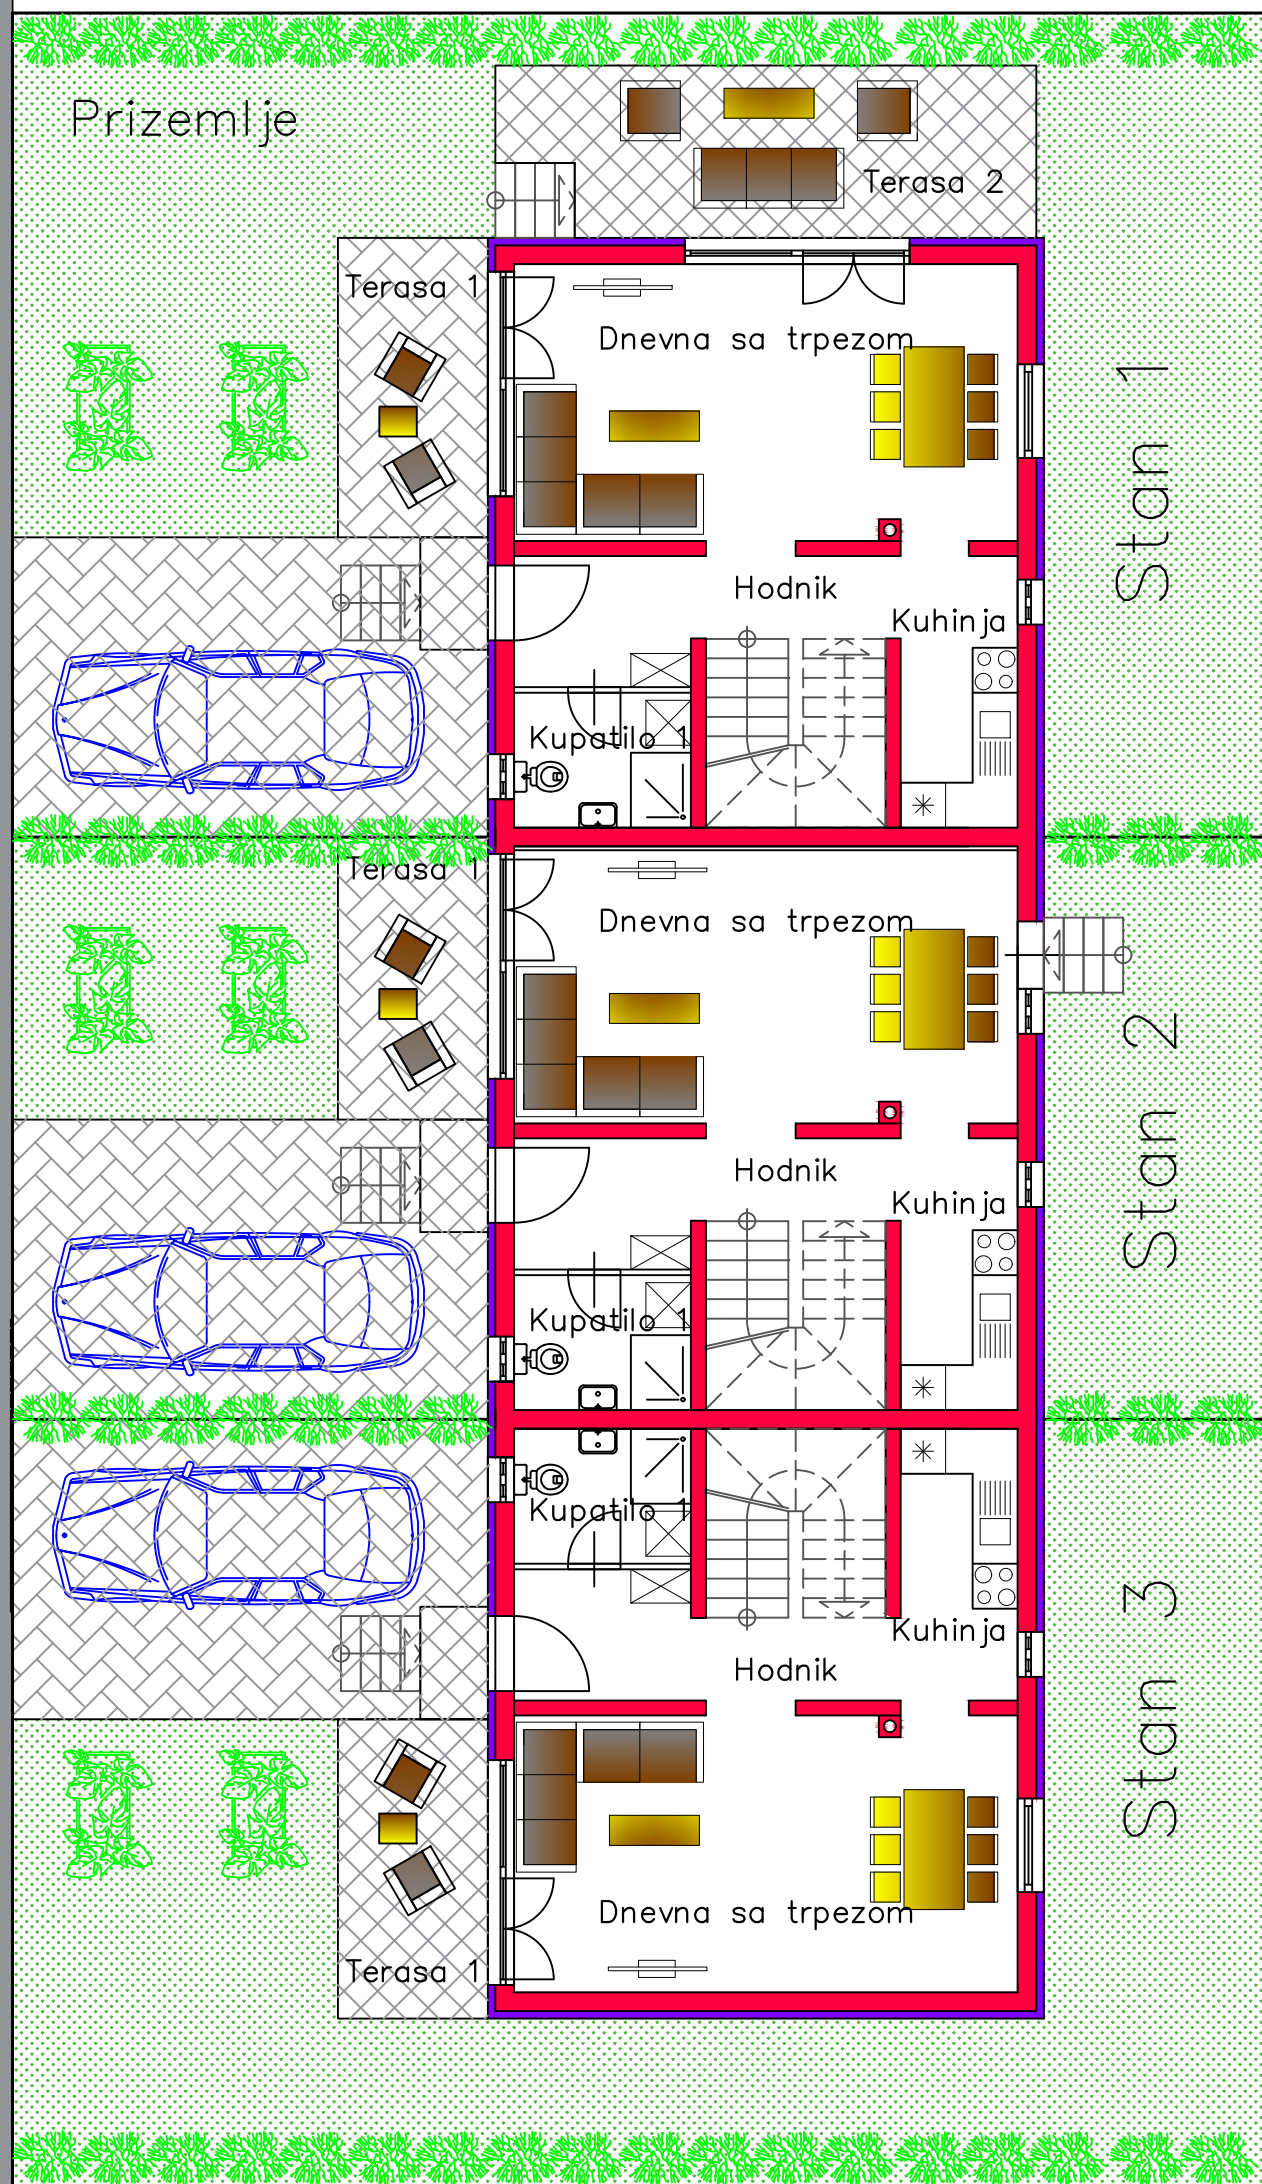 Prizemlje
Terasa 2
Terasa 1
Dnevna sa trpezom
Stan 1
Hodnik
Kuhinja
Kupatilo 1
Terasa 1
Dnevna sa trpezom
Stan 2
Hodnik
Kuhinja
Kupatilo 1
Kupatilo 1
Stan 3
Kuhinja
Hodnik
Dnevna sa trpezom
Terasa 1